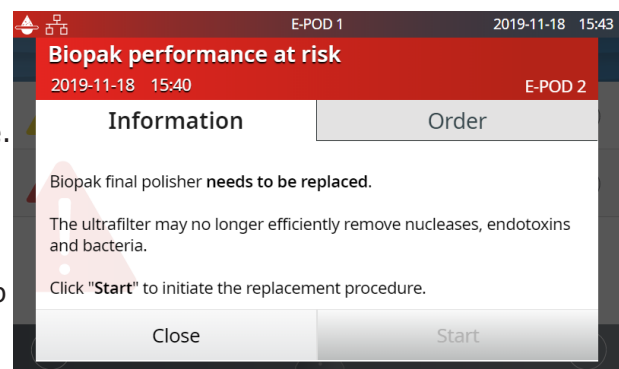 E-POD 1 2019-11-18 15:43
Biopak performance at risk
2019-11-18 15:40 E-POD 2
Information Order
Biopak final polisher needs to be replaced.
The ultrafilter may no longer efficiently remove nucleases, endotoxins
and bacteria.
Click "Start" to initiate the replacement procedure.
Close Start